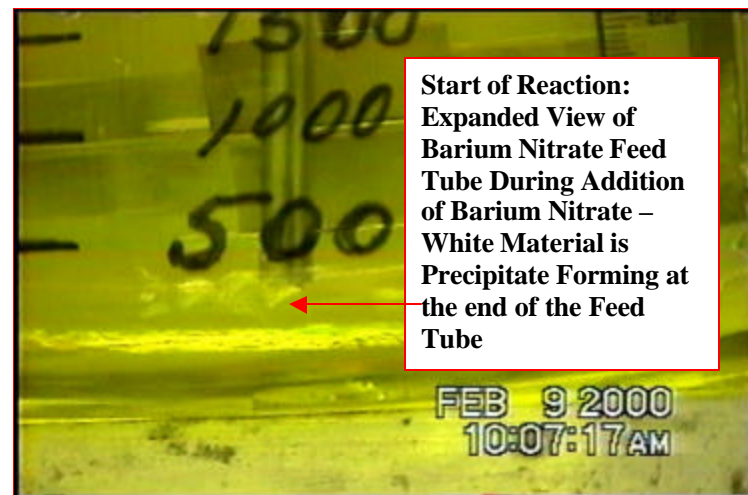 1500
1000
500
Start of Reaction:
Expanded View of
Barium Nitrate Feed
Tube During Addition
of Barium Nitrate –
White Material is
Precipitate Forming at
the end of the Feed
Tube
FEB 9 2000
10:07:17AM